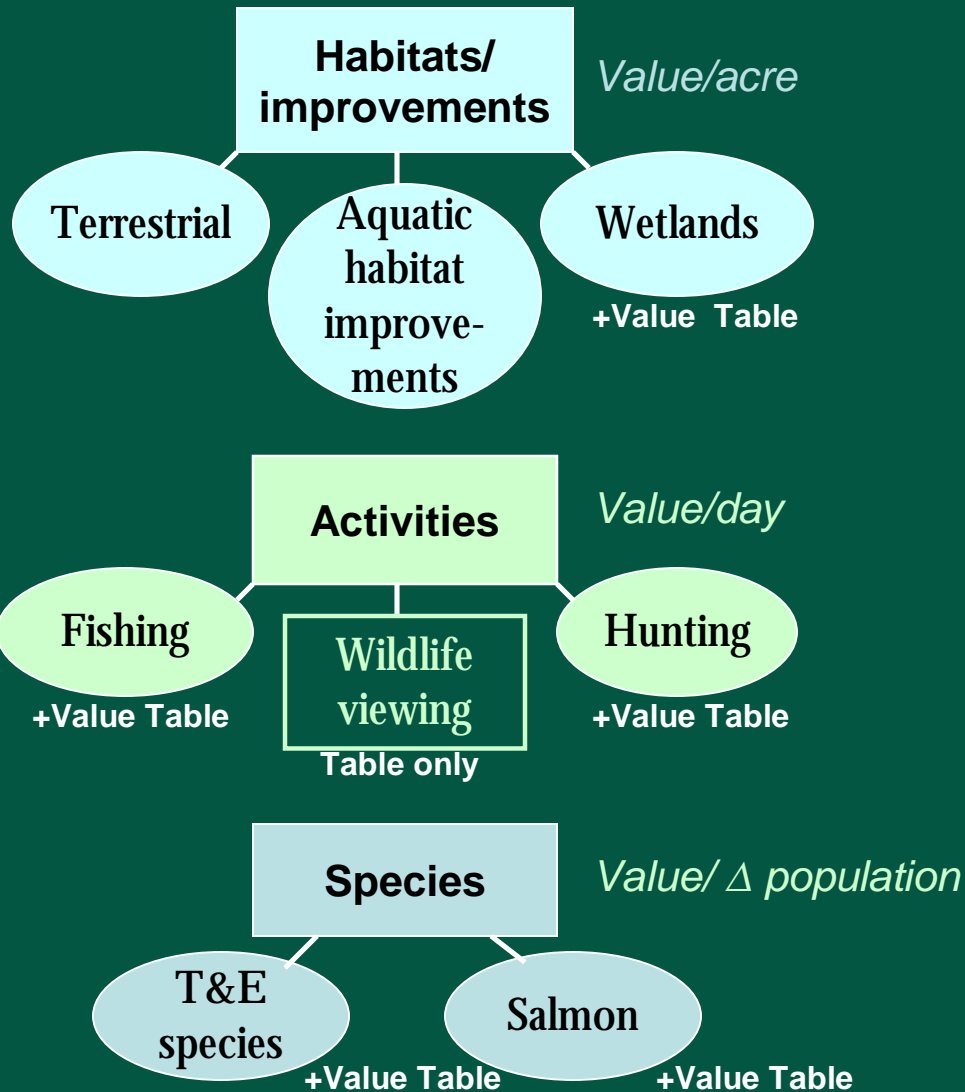 Habitats/
improvements
Value/acre
Terrestrial
Aquatic
habitat
improve-
ments
Wetlands
+Value Table
Activities
Value/day
Fishing
+Value Table
Wildlife
viewing
Table only
Hunting
+Value Table
Species
Value/ Δ population
T&E
species
+Value Table
Salmon
+Value Table